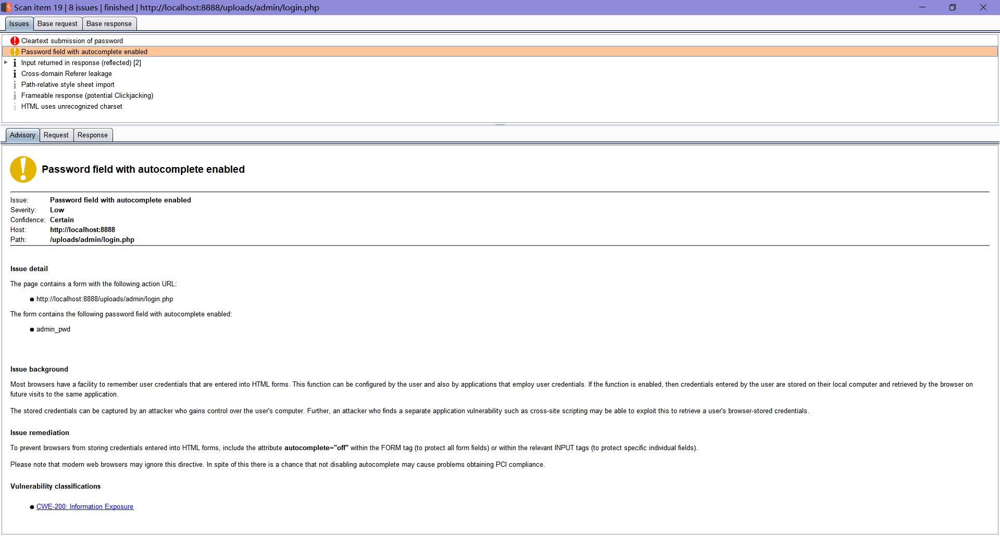 Scan item 19 | 8 issues | finished | http://localhost:8888/uploads/admin/login.php
Issues Base request Base response
Cleartext submission of password
Password field with autocomplete enabled
Input returned in response (reflected) [2]
Cross-domain Referer leakage
Path-relative style sheet import
Frameable response (potential Clickjacking)
HTML uses unrecognized charset
Advisory Request Response
Password field with autocomplete enabled
Issue: Password field with autocomplete enabled
Severity: Low
Confidence: Certain
Host: http://localhost:8888
Path: /uploads/admin/login.php
Issue detail
The page contains a form with the following action URL:
http://localhost:8888/uploads/admin/login.php
The form contains the following password field with autocomplete enabled:
admin_pwd
Issue background
Most browsers have a facility to remember user credentials that are entered into HTML forms. This function can be configured by the user and also by applications that employ user credentials. If the function is enabled, then credentials entered by the user are stored on their local computer and retrieved by the browser on
future visits to the same application.
The stored credentials can be captured by an attacker who gains control over the user's computer. Further, an attacker who finds a separate application vulnerability such as cross-site scripting may be able to exploit this to retrieve a user's browser-stored credentials.
Issue remediation
To prevent browsers from storing credentials entered into HTML forms, include the attribute autocomplete="off" within the FORM tag (to protect all form fields) or within the relevant INPUT tags (to protect specific individual fields).
Please note that modern web browsers may ignore this directive. In spite of this there is a chance that not disabling autocomplete may cause problems obtaining PCI compliance.
Vulnerability classifications
CWE-200: Information Exposure